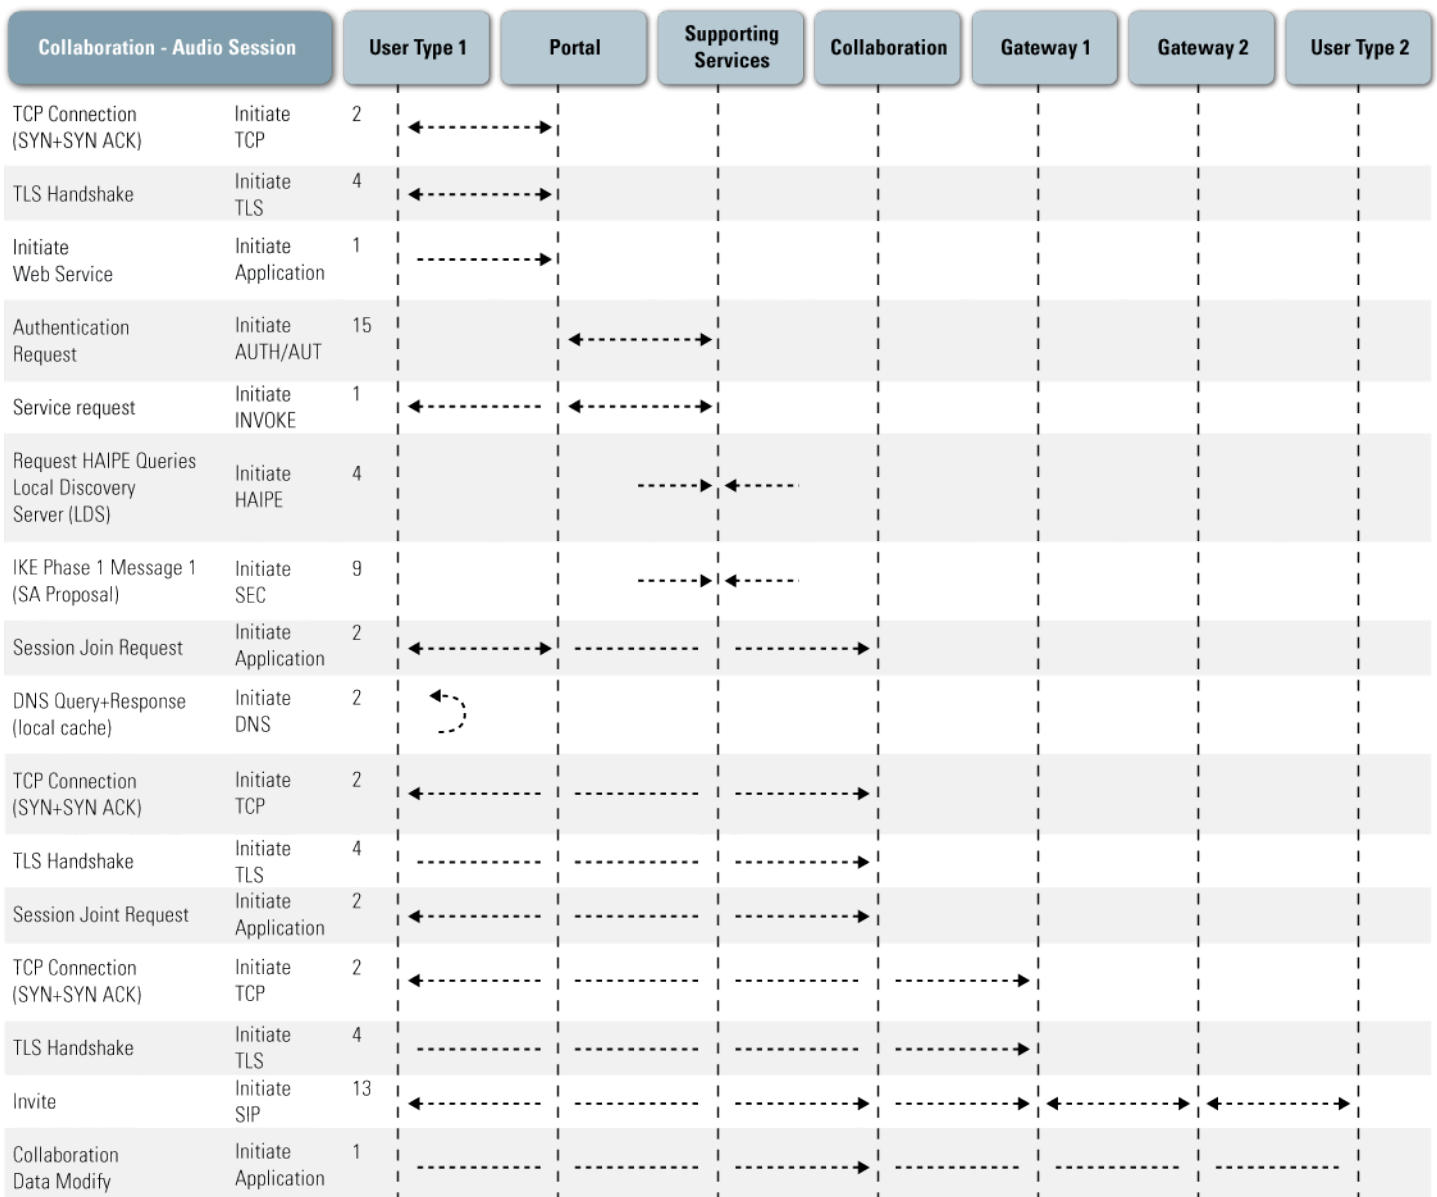 Collaboration - Audio Session
User Type 1
Portal
Supporting
Services
Collaboration
Gateway 1
Gateway 2
User Type 2
TCP Connection
(SYN+SYN ACK)
Initiate
TCP
2
TLS Handshake
Initiate
TLS
4
Initiate
Web Service
Initiate
Application
1
Authentication
Request
Initiate
AUTH/AUT
15
Service request
Initiate
INVOKE
1
Request HAIPE Queries
Local Discovery
Server (LDS)
Initiate
HAIPE
4
IKE Phase 1 Message 1
(SA Proposal)
Initiate
SEC
9
Session Join Request
Initiate
Application
2
DNS Query+Response
(local cache)
Initiate
DNS
2
TCP Connection
(SYN+SYN ACK)
Initiate
TCP
2
TLS Handshake
Initiate
TLS
4
Session Joint Request
Initiate
Application
2
TCP Connection
(SYN+SYN ACK)
Initiate
TCP
2
TLS Handshake
Initiate
TLS
4
Invite
Initiate
SIP
13
Collaboration
Data Modify
Initiate
Application
1